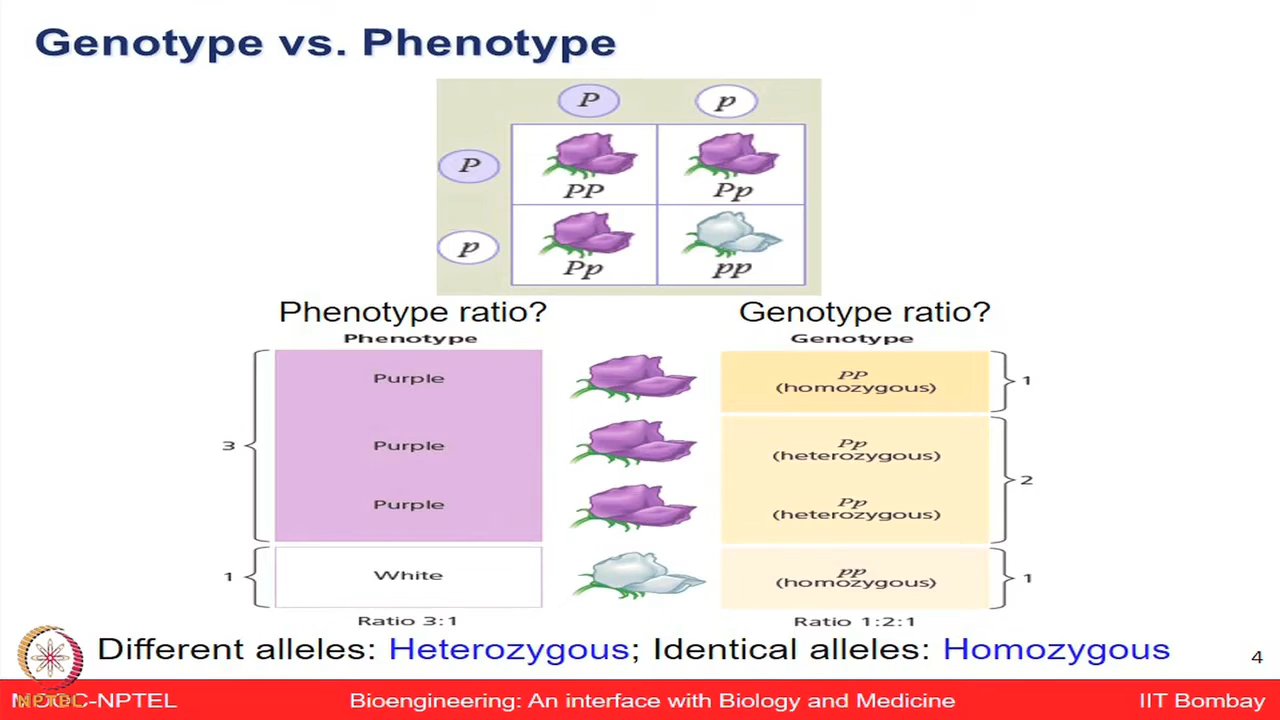 Genotype vs. Phenotype
P p
P
PP Pp
p
Pp pp
Phenotype ratio? Genotype ratio?
Phenotype Genotype
Purple PP
(homozygous) 1
3 Purple Pp
(heterozygous)
2
Purple Pp
(heterozygous)
1 White pp
(homozygous) 1
Ratio 3:1 Ratio 1:2:1
Different alleles: Heterozygous; Identical alleles: Homozygous
4
NPTEL
-NPTEL Bioengineering: An interface with Biology and Medicine IIT Bombay